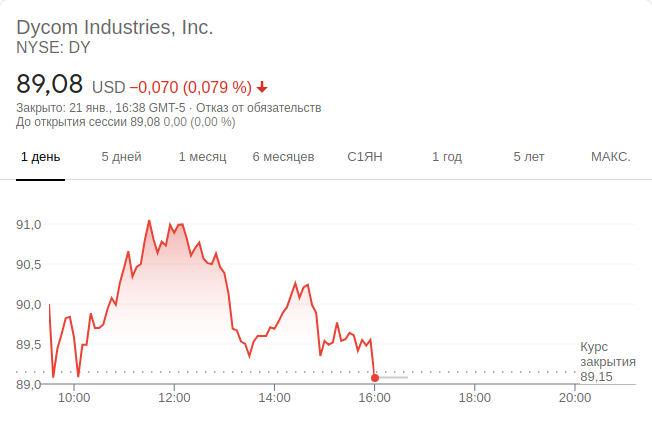 Dycom Industries, Inc.
NYSE: DY
89,08 USD −0,070 (0,079 %)
Закрыто: 21 янв., 16:38 GMT-5 · Отказ от обязательств
До открытия сессии 89,08 0,00 (0,00 %)
1 день 5 дней 1 месяц 6 месяцев С1ЯН 1 год 5 лет МАКС.
91,0
90,5
90,0
89,5
Курс
закрытия
89,15
89,0
10:00 12:00 14:00 16:00 18:00 20:00